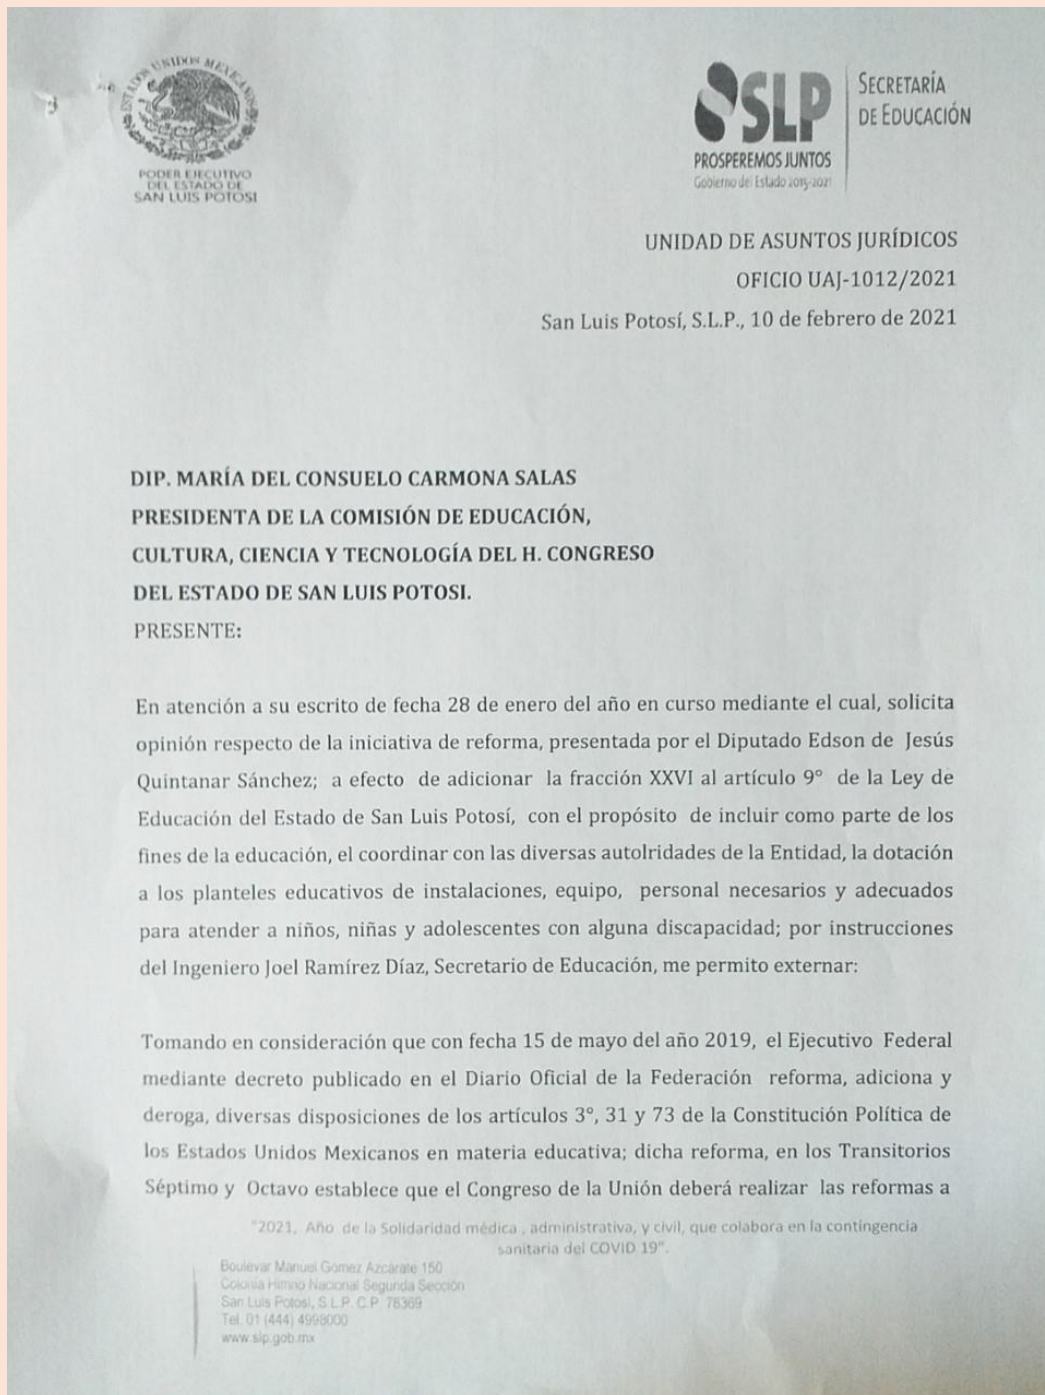 ESTADOS UNIDOS MEXICANOS
PODER EJECUTIVO
DEL ESTADO DE
SAN LUIS POTOSI
SLP
PROSPEREMOS JUNTOS
Gobierno del Estado 2015-2021
SECRETARÍA
DE EDUCACIÓN
UNIDAD DE ASUNTOS JURÍDICOS
OFICIO UAJ-1012/2021
San Luis Potosí, S.L.P., 10 de febrero de 2021
DIP. MARÍA DEL CONSUELO CARMONA SALAS
PRESIDENTA DE LA COMISIÓN DE EDUCACIÓN,
CULTURA, CIENCIA Y TECNOLOGÍA DEL H. CONGRESO
DEL ESTADO DE SAN LUIS POTOSI.
PRESENTE:
En atención a su escrito de fecha 28 de enero del año en curso mediante el cual, solicita
opinión respecto de la iniciativa de reforma, presentada por el Diputado Edson de Jesús
Quintanar Sánchez; a efecto de adicionar la fracción XXVI al artículo 9° de la Ley de
Educación del Estado de San Luis Potosí, con el propósito de incluir como parte de los
fines de la educación, el coordinar con las diversas autolridades de la Entidad, la dotación
a los planteles educativos de instalaciones, equipo, personal necesarios y adecuados
para atender a niños, niñas y adolescentes con alguna discapacidad; por instrucciones
del Ingeniero Joel Ramírez Díaz, Secretario de Educación, me permito externar:
Tomando en consideración que con fecha 15 de mayo del año 2019, el Ejecutivo Federal
mediante decreto publicado en el Diario Oficial de la Federación reforma, adiciona y
deroga, diversas disposiciones de los artículos 3°, 31 y 73 de la Constitución Política de
los Estados Unidos Mexicanos en materia educativa; dicha reforma, en los Transitorios
Séptimo y Octavo establece que el Congreso de la Unión deberá realizar las reformas a
"2021, Año de la Solidaridad médica , administrativa, y civil, que colabora en la contingencia
sanitaria del COVID 19".
Boulevar Manuel Gomez Azcarate 150
Colonia Himno Nacional Segunda Sección
San Luis Potosí, S.L.P. C.P. 78369
Tel. 01 (444) 4998000
www.slp.gob.mx